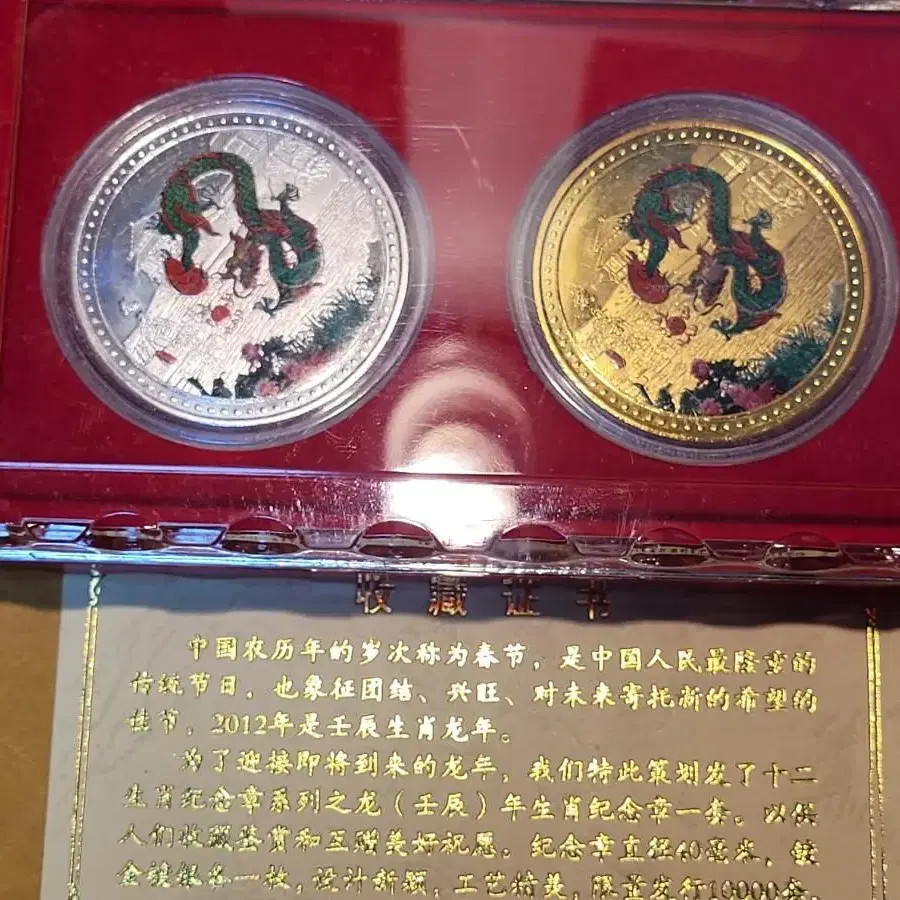 收藏证书
中国农历年的岁次称为春节，是中国人民最隆重的
传统节日，也象征团结、兴旺、对未来寄托新的希望的
佳节，2012年是壬辰生肖龙年。
为了迎接即将到来的龙年，我们特此策划发了十二
生肖纪念章系列之龙（壬辰）年生肖纪念章一套。以供
人们收藏鉴赏和互赠美好祝愿。纪念章直径40毫米，镀
金镀银各一枚，设计新颖，工艺精美，限量发行10000套，